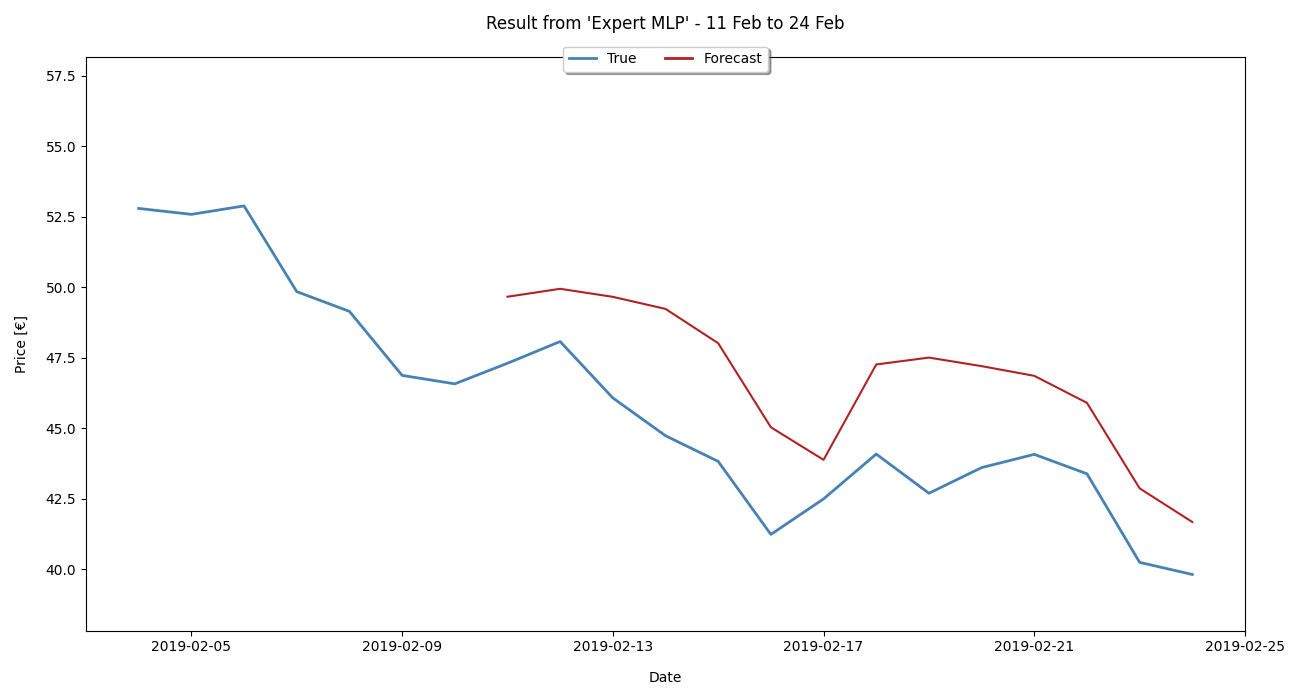 Result from 'Expert MLP' - 11 Feb to 24 Feb
True Forecast
57.5
55.0
52.5
50.0
47.5
45.0
42.5
40.0
Price [€]
2019-02-05 2019-02-09 2019-02-13 2019-02-17 2019-02-21 2019-02-25
Date